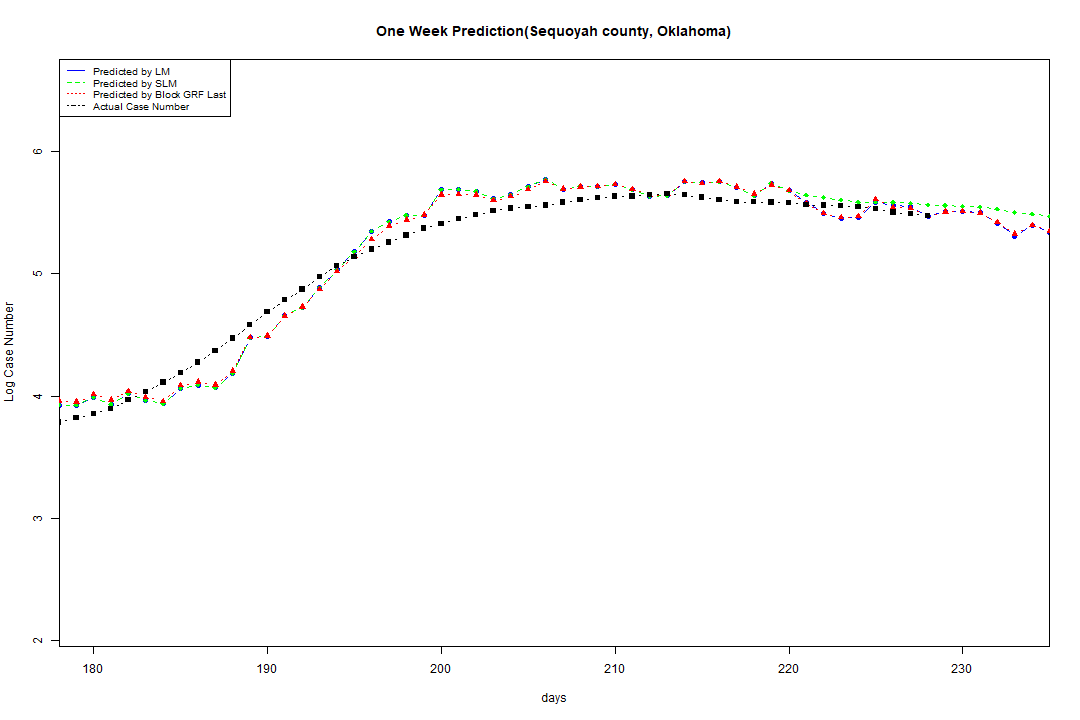 One Week Prediction(Sequoyah county, Oklahoma)
Predicted by LM
Predicted by SLM
Predicted by Block GRF Last
Actual Case Number
6
5
4
3
2
Log Case Number
180 190 200 210 220 230
days